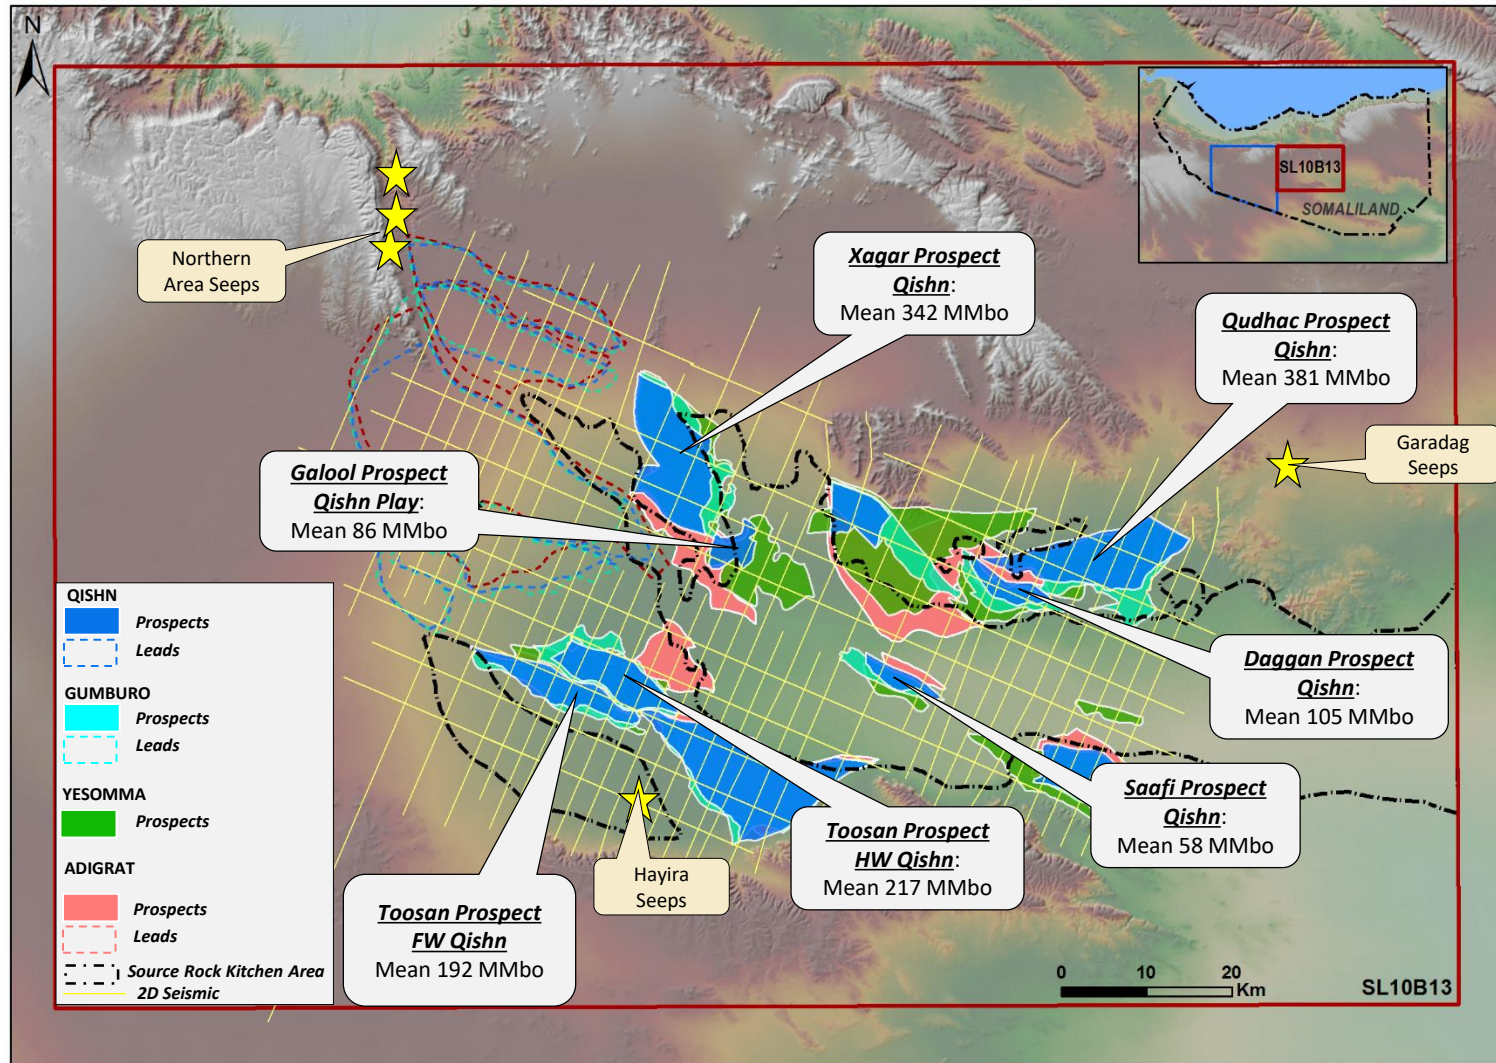 N
SL10B13
SOMALILAND
Northern
Area Seeps
Xagar Prospect
Qishn:
Mean 342 MMbo
Qudhac Prospect
Qishn:
Mean 381 MMbo
Garadag
Seeps
Galool Prospect
Qishn Play:
Mean 86 MMbo
Daggan Prospect
Qishn:
Mean 105 MMbo
Saafi Prospect
Qishn:
Mean 58 MMbo
Toosan Prospect
HW Qishn:
Mean 217 MMbo
Hayira
Seeps
Toosan Prospect
FW Qishn
Mean 192 MMbo
QISHN
Prospects
Leads
GUMBURO
Prospects
Leads
YESOMMA
Prospects
ADIGRAT
Prospects
Leads
Source Rock Kitchen Area
2D Seismic
0 10 20
Km
SL10B13